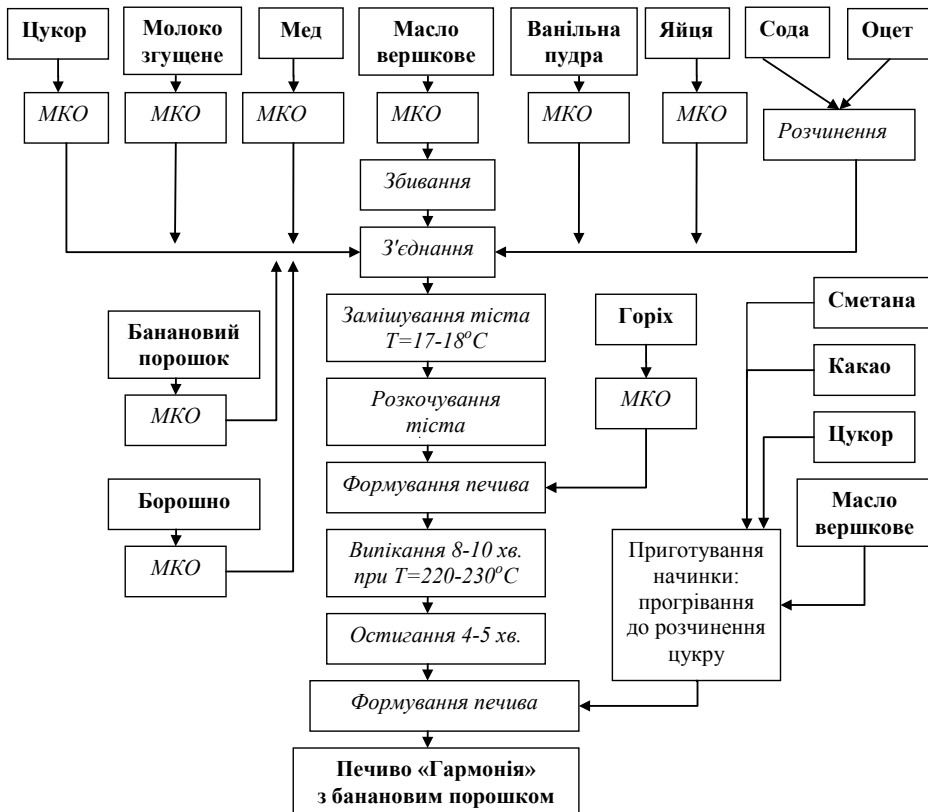 Цукор
Молоко
згущене
Мед
Масло
вершкове
Ванільна
пудра
Яйця
Сода
Оцет
МКО
МКО
МКО
МКО
МКО
МКО
Розчинення
Збивання
З'єднання
Замішування тіста
Т=17-18°С
Горіх
Сметана
Банановий
порошок
Какао
МКО
Розкочування
тіста
МКО
Цукор
Формування печива
Борошно
Масло
вершкове
МКО
Випікання 8-10 хв.
при Т=220-230°С
Приготування
начинки:
прогрівання
до розчинення
цукру
Остигання 4-5 хв.
Формування печива
Печиво «Гармонія»
з банановим порошком